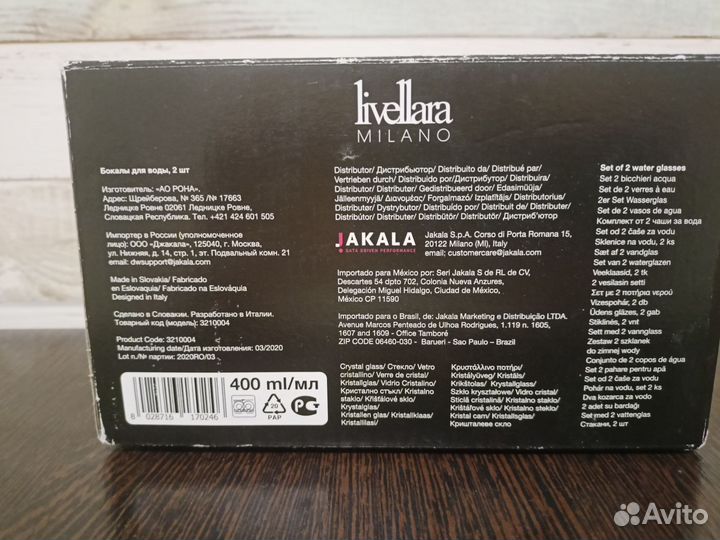 livellara
MILANO
Бокалы для воды, 2 шт
Изготовитель: «АО РОНА».
Адрес: Щрейберова, № 365 /№ 17663
Ледницке Ровне 02061 Ледницке Ровне,
Словацкая Республика. Тел. +421 424 601 505
Импортер в России (уполномоченное
лицо): ООО «Джакала», 125040, г. Москва,
ул. Нижняя, д. 14, стр. 1, эт. Подвальный комн. 21
email: dwsupport@jakala.com
Made in Slovakia/ Fabricado
en Eslovaquia/ Fabricado na Eslováquia
Designed in Italy
Сделано в Словакии. Разработано в Италии.
Товарный код (модель): 3210004
Product Code: 3210004
Manufacturing date/Дата изготовления: 03/2020
Lot n./№ партии: 2020RO/03
8 028716 170246
400 ml/мл
20
PAP
Distributor/ Дистрибьютор/ Distribuito da/ Distribué par/
Vertrieben durch/ Distribuido por/Дистрибутор/ Distribuira/
Distributor/ Distributer/ Gedistribueerd door/ Edasimüüja/
Jälleenmyyjä/ Διανομέας/ Forgalmazó/ Izplatītājs/ Distributorius/
Distributør/ Dystrybutor/ Distribuído por/ Distribuit de/ Distributer/
Distribútor/ Distributer/ Distributör/ Distribütör/ Дистриб'ютор
JAKALA
DATA DRIVEN PERFORMANCE
Jakala S.p.A. Corso di Porta Romana 15,
20122 Milano (MI), Italy
email: customercare@jakala.com
Importado para México por: Seri Jakala S de RL de CV,
Descartes 54 dpto 702, Colonia Nueva Anzures,
Delegación Miguel Hidalgo, Ciudad de México,
México CP 11590
Importado para o Brasil, de: Jakala Marketing e Distribuição LTDA.
Avenue Marcos Penteado de Ulhoa Rodrigues, 1.119 n. 1605,
1607 and 1609 - Office Tamboré
ZIP CODE 06460-030 - Barueri - Sao Paulo – Brazil
Crystal glass/ Стекло/ Vetro
cristallino/ Verre de cristal/
Kristallglas/ Vidrio Cristalino/
Кристално стъкло/ Kristalno staklo/
Křišťálové sklo/
Krystalglas/
Kristallen glas/ Kristallklaas/
Kristallilasi/
Κρυστάλλινο ποτήρι/
Kristályüveg/ Kristāls/
Krikštolas/ Krystallglass/
Szkło kryształowe/ Vidro cristal/
Sticlă cristalină/ Kristalno staklo/
Krištáľové sklo/ Kristalno steklo/
Kristal cam/ Kristallglas/
Кришталеве скло
Set of 2 water glasses
Set 2 bicchieri acqua
Set de 2 verres à eau
2er Set Wasserglas
Set de 2 vasos de agua
Комплект от 2 чаши за вода
Set od 2 čaše za vodu
Sklenice na vodu, 2 ks
Sæt af 2 vandglas
Set van 2 waterglazen
Veeklaasid, 2 tk
2 vesilasin setti
Σετ με 2 ποτήρια νερού
Vizespohár, 2 db
Ūdens glāzes, 2 gab
Stiklinės, 2 vnt
Sett med 2 vannglass
Zestaw 2 szklanek
do zimnej wody
Conjunto de 2 copos de água
Set 2 pahare pentru apă
Set od 2 čaše za vodu
Pohár na vodu, set 2 ks
Dva kozarca za vodo
2 adet su bardağı
Set med 2 vattenglas
Стакани, 2 шт
Avito